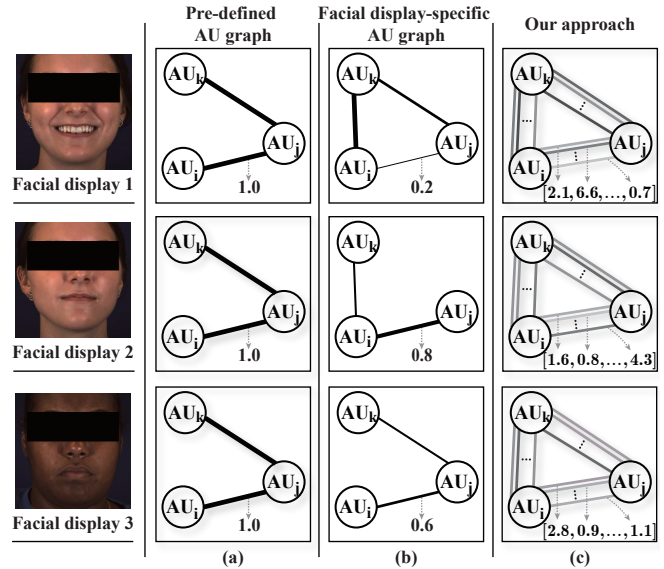 Pre-defined
AU graph
Facial display-specific
AU graph
Our approach
AUk
AUj
AUi
1.0
AUk
AUj
AUi
0.2
AUk
...
...
AUj
AUi
...
[2.1, 6.6, ..., 0.7]
Facial display 1
AUk
AUj
AUi
1.0
AUk
AUj
AUi
0.8
AUk
...
...
AUj
AUi
...
[1.6, 0.8, ..., 4.3]
Facial display 2
AUk
AUj
AUi
1.0
AUk
AUj
AUi
0.6
AUk
...
...
AUj
AUi
...
[2.8, 0.9, ..., 1.1]
Facial display 3
(a)
(b)
(c)